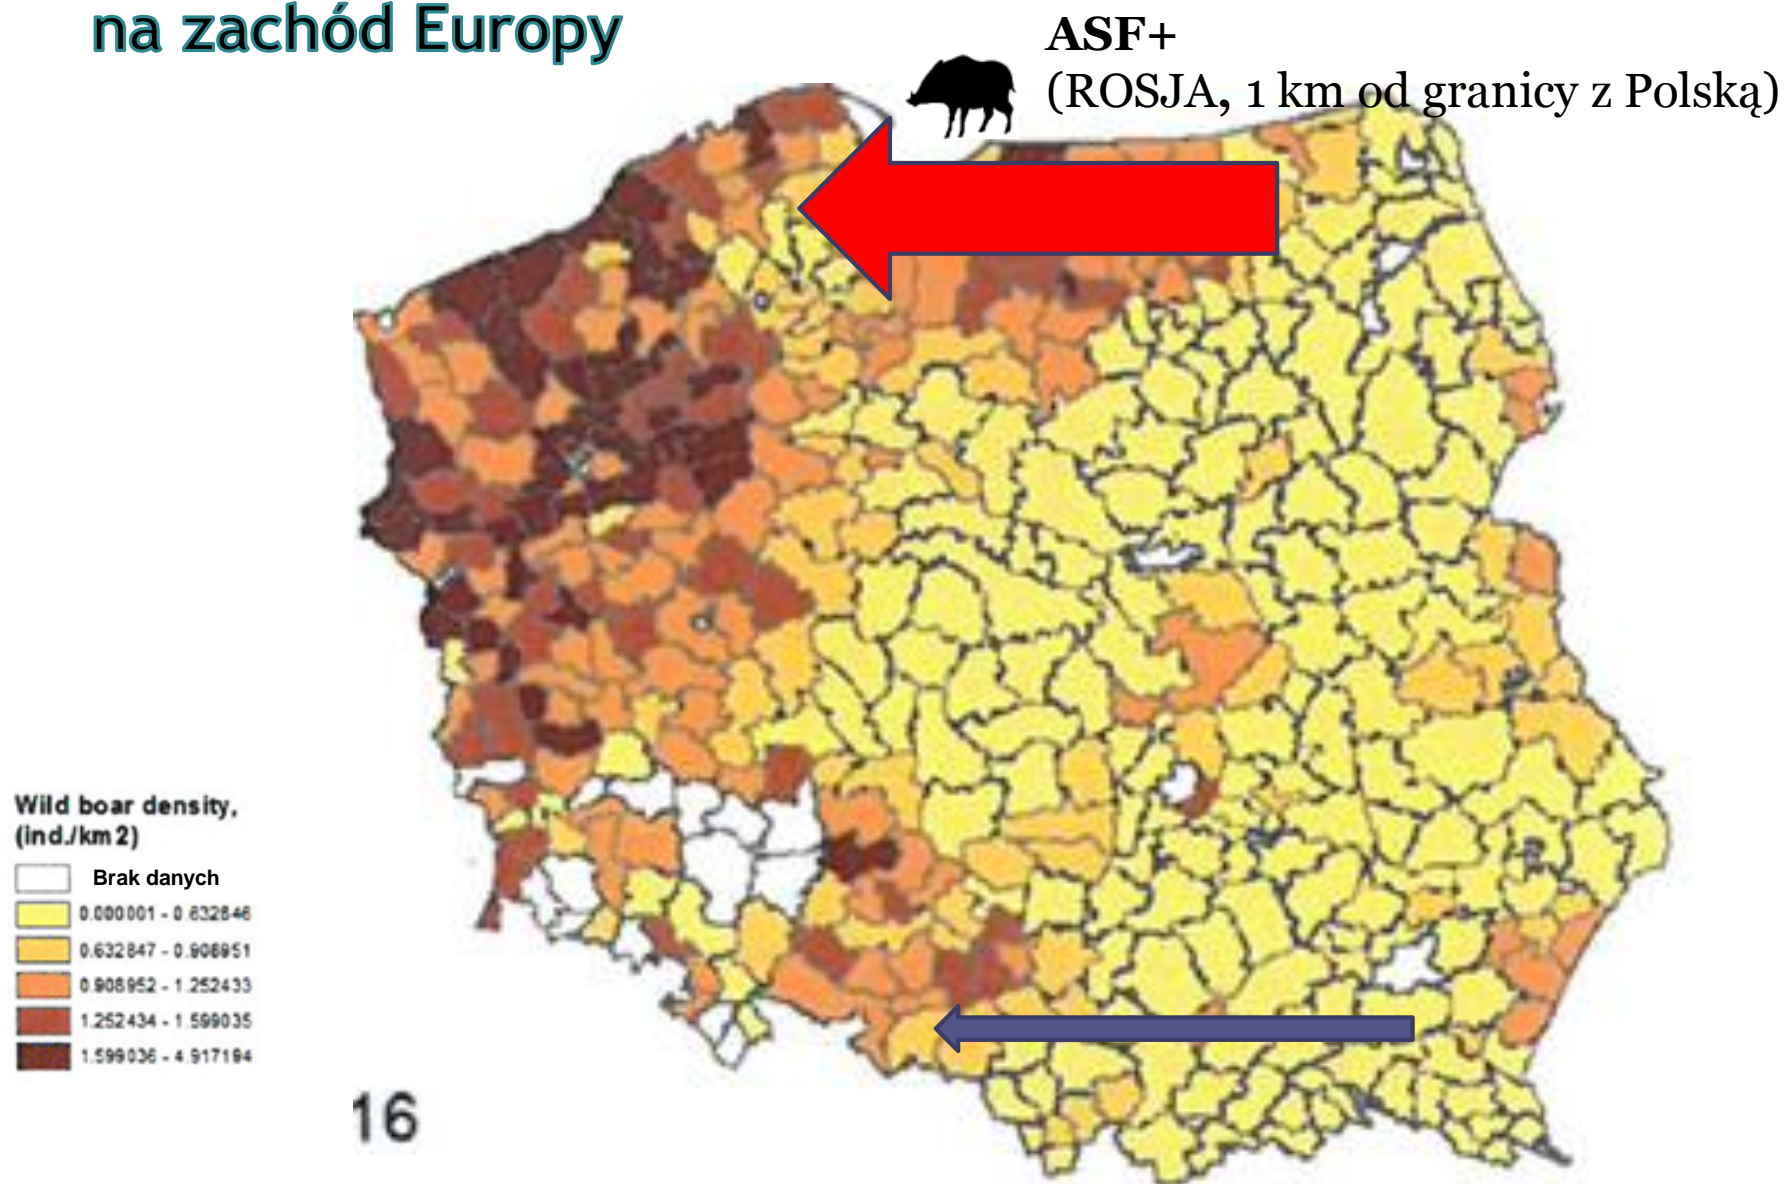 na zachód Europy
ASF+
(ROSJA, 1 km od granicy z Polską)
Wild boar density,
(ind./km2)
Brak danych
0.000001 - 0.632846
0.632847 - 0.908951
0.908952 - 1.252433
1.252434 - 1.599035
1.599036 - 4.917194
16